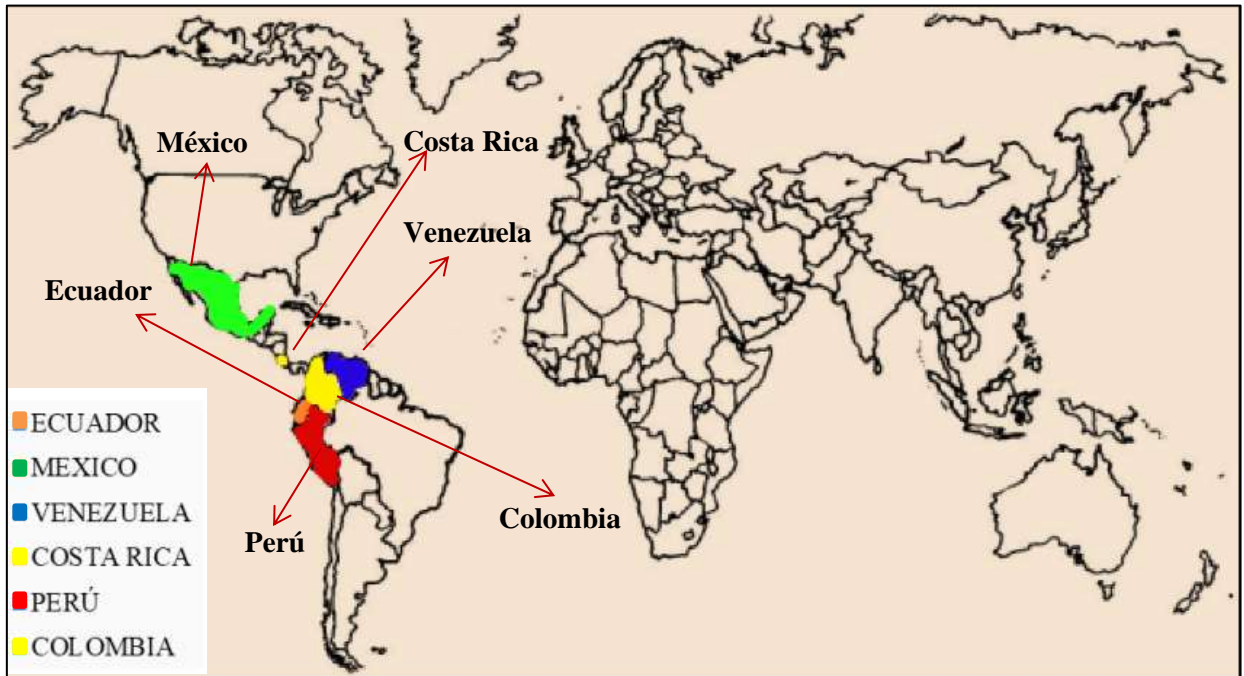 México
Costa Rica
Venezuela
Ecuador
ECUADOR
MEXICO
VENEZUELA
COSTA RICA
PERÚ
COLOMBIA
Perú
Colombia